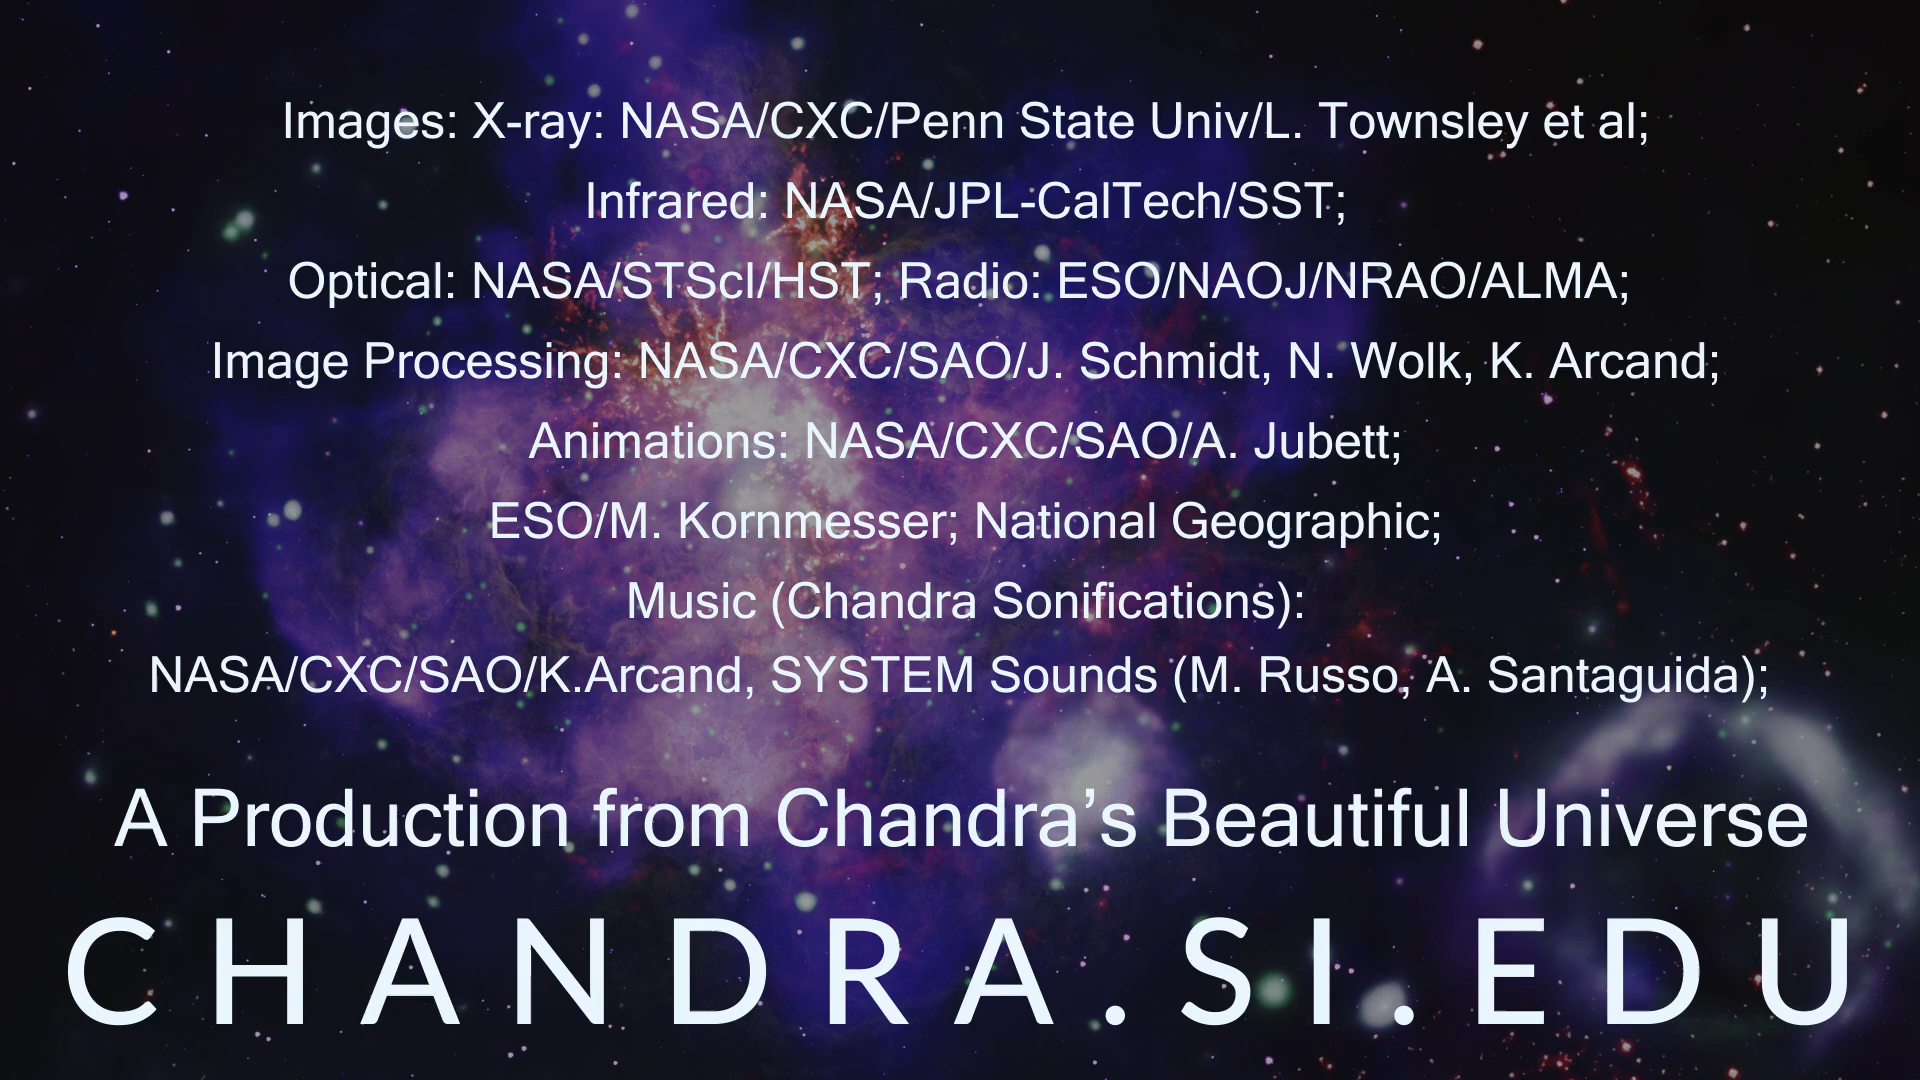 Images: X-ray: NASA/CXC/Penn State Univ/L. Townsley et al;
Infrared: NASA/JPL-CalTech/SST;
Optical: NASA/STScI/HST; Radio: ESO/NAOJ/NRAO/ALMA;
Image Processing: NASA/CXC/SAO/J. Schmidt, N. Wolk, K. Arcand;
Animations: NASA/CXC/SAO/A. Jubett;
ESO/M. Kornmesser; National Geographic;
Music (Chandra Sonifications):
NASA/CXC/SAO/K.Arcand, SYSTEM Sounds (M. Russo, A. Santaguida);
A Production from Chandra’s Beautiful Universe
CHANDRA.SI.EDU